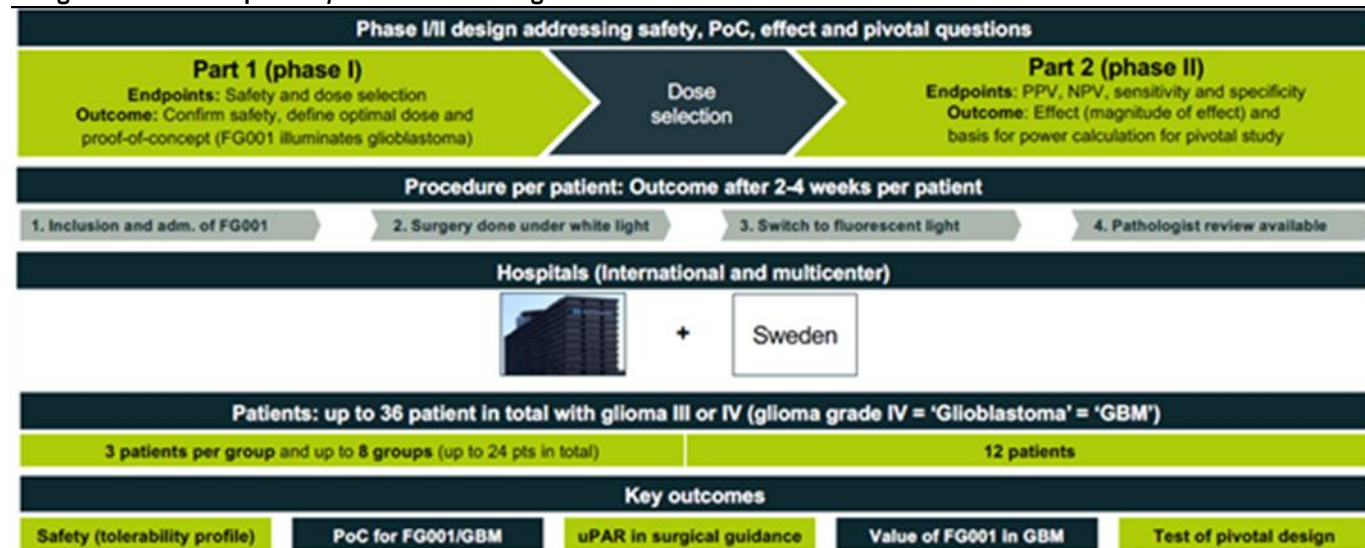 Phase I/II design addressing safety, PoC, effect and pivotal questions
Part 1 (phase I)
Endpoints: Safety and dose selection
Outcome: Confirm safety, define optimal dose and
proof-of-concept (FG001 illuminates glioblastoma)
Dose
selection
Part 2 (phase II)
Endpoints: PPV, NPV, sensitivity and specificity
Outcome: Effect (magnitude of effect) and
basis for power calculation for pivotal study
Procedure per patient: Outcome after 2-4 weeks per patient
1. Inclusion and adm. of FG001
2. Surgery done under white light
3. Switch to fluorescent light
4. Pathologist review available
Hospitals (International and multicenter)
+
Sweden
Patients: up to 36 patient in total with glioma III or IV (glioma grade IV = 'Glioblastoma' = 'GBM')
3 patients per group and up to 8 groups (up to 24 pts in total)
12 patients
Key outcomes
Safety (tolerability profile)
PoC for FG001/GBM
uPAR in surgical guidance
Value of FG001 in GBM
Test of pivotal design